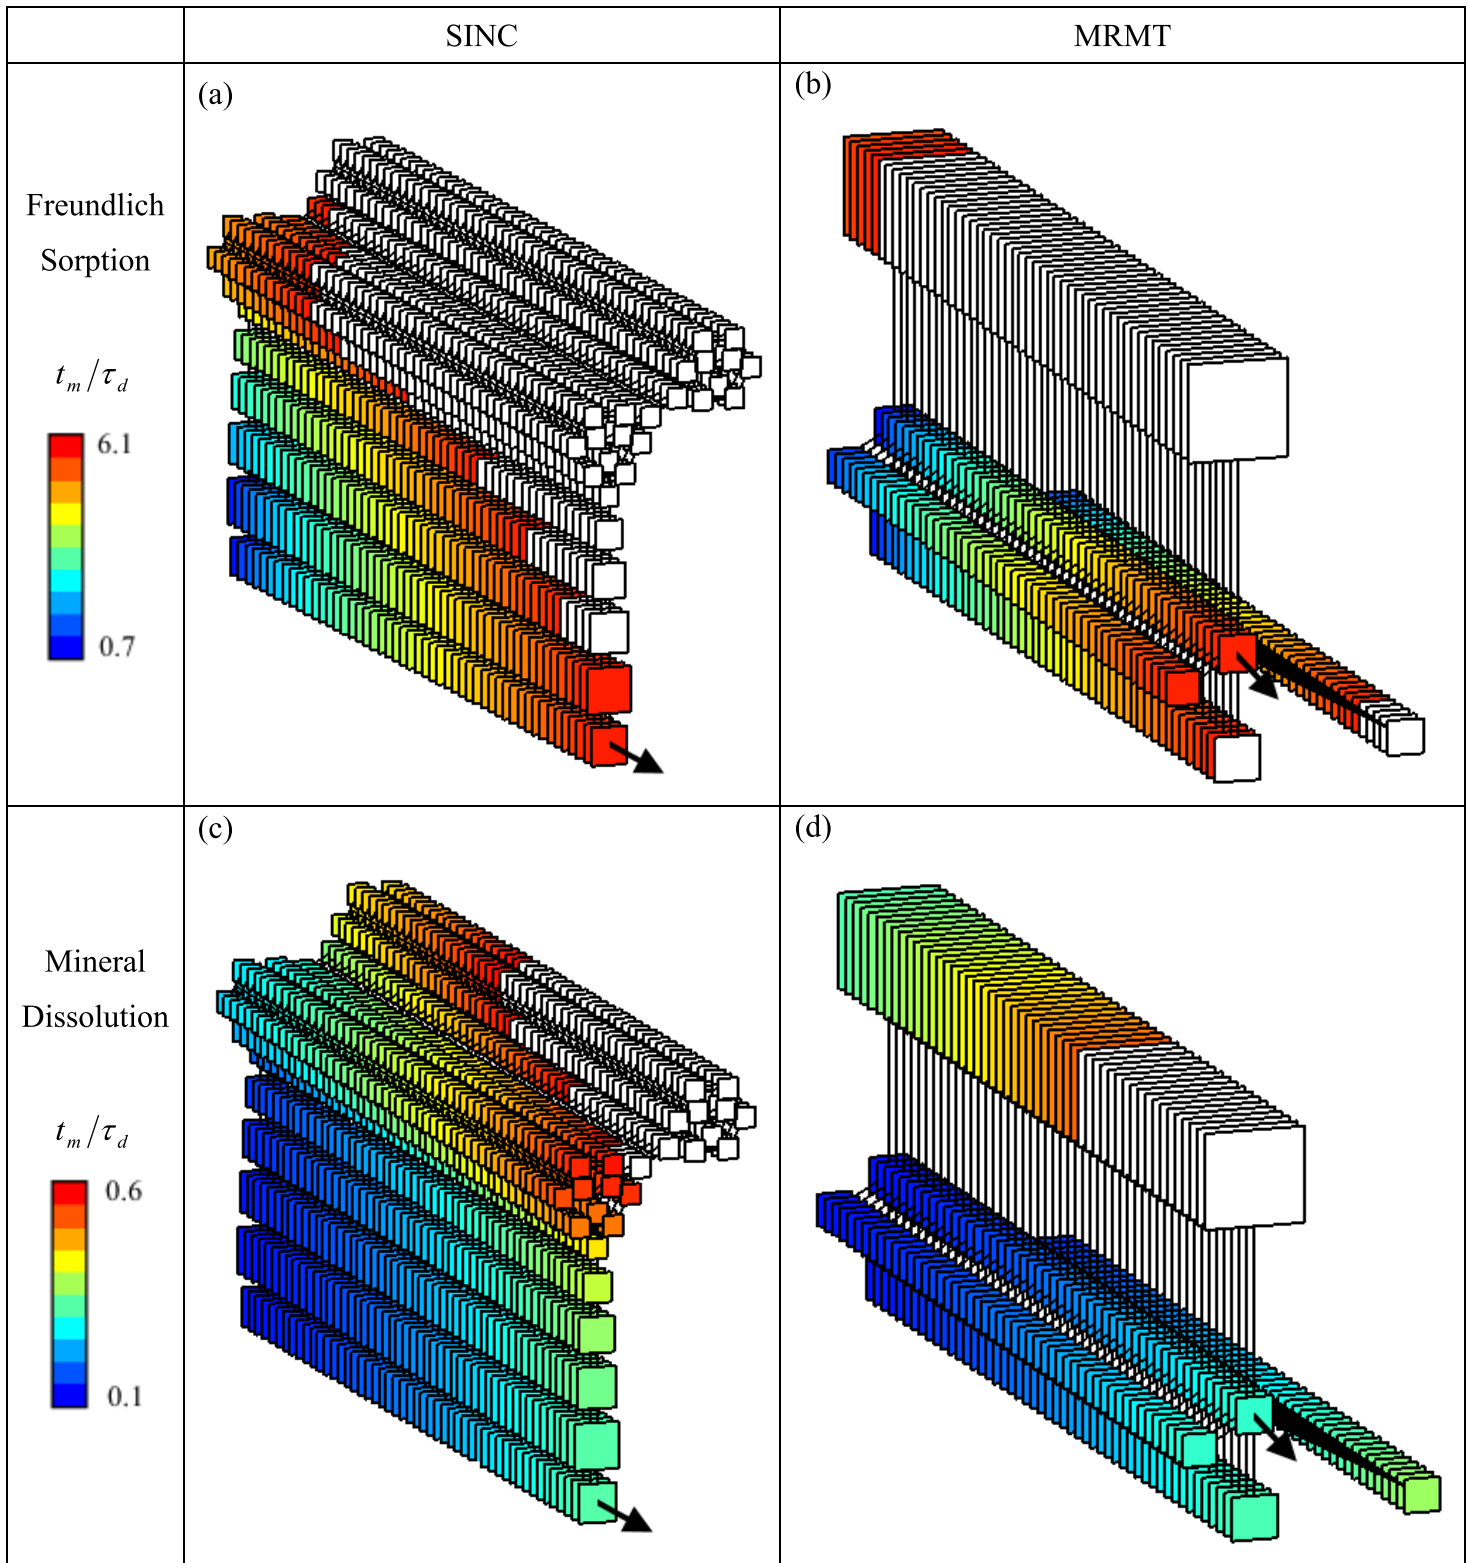 SINC
MRMT
Freundlich
Sorption
t_m/τ_d
6.1
0.7
(a)
(b)
Mineral
Dissolution
t_m/τ_d
0.6
0.1
(c)
(d)